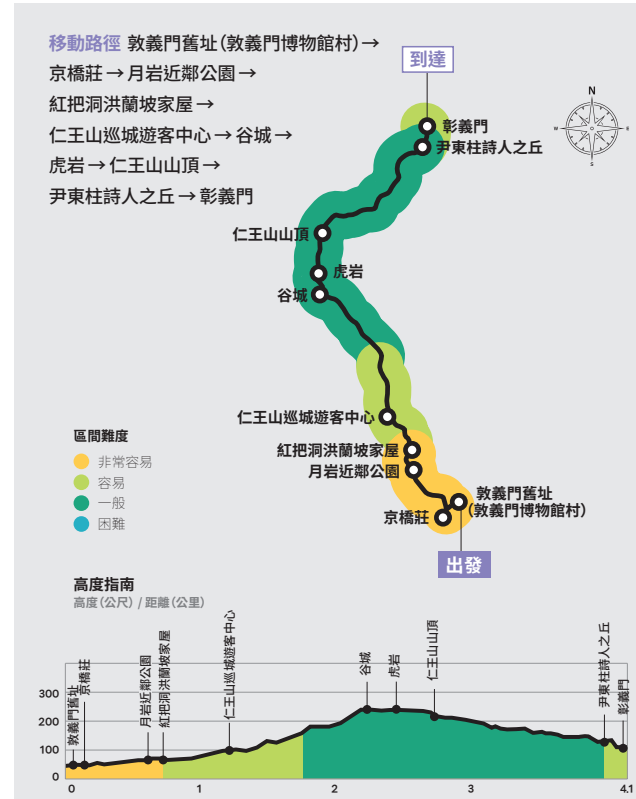 移動路徑 敦義門舊址(敦義門博物館村)→
京橋莊→月岩近鄰公園→
紅把洞洪蘭坡家屋→
仁王山巡城遊客中心→谷城→
虎岩→仁王山山頂→
尹東柱詩人之丘→彰義門
到達
N
W
E
S
彰義門
尹東柱詩人之丘
仁王山山頂
虎岩
谷城
仁王山巡城遊客中心
紅把洞洪蘭坡家屋
月岩近鄰公園
敦義門舊址
(敦義門博物館村)
京橋莊
出發
區間難度
非常容易
容易
一般
困難
高度指南
高度(公尺) / 距離(公里)
敦義門舊址
京橋莊
月岩近鄰公園
紅把洞洪蘭坡家屋
仁王山巡城遊客中心
谷城
虎岩
仁王山山頂
尹東柱詩人之丘
彰義門
300
200
100
0
0
1
2
3
4.1